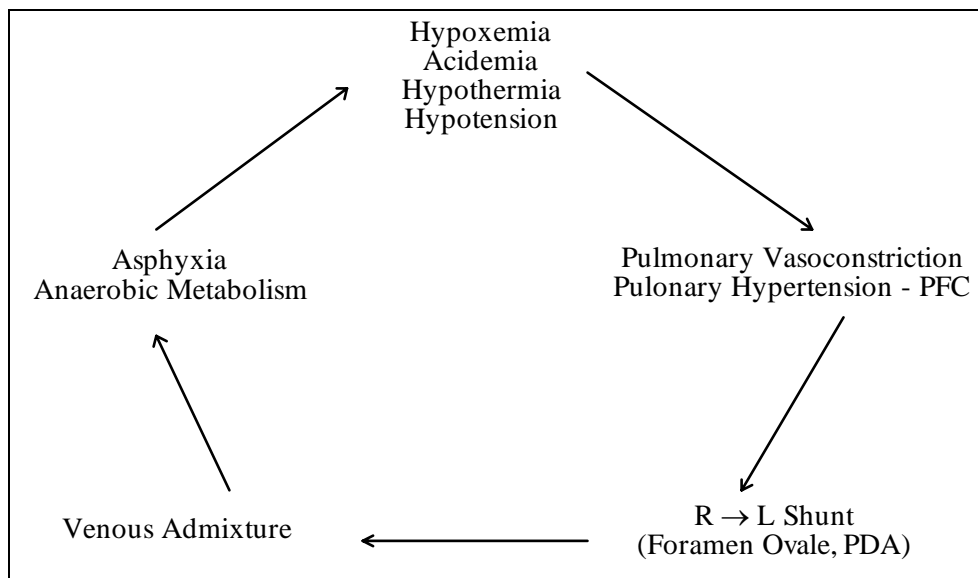 Hypoxemia
Acidemia
Hypothermia
Hypotension
Pulmonary Vasoconstriction
Pulonary Hypertension - PFC
R → L Shunt
(Foramen Ovale, PDA)
Venous Admixture
Asphyxia
Anaerobic Metabolism